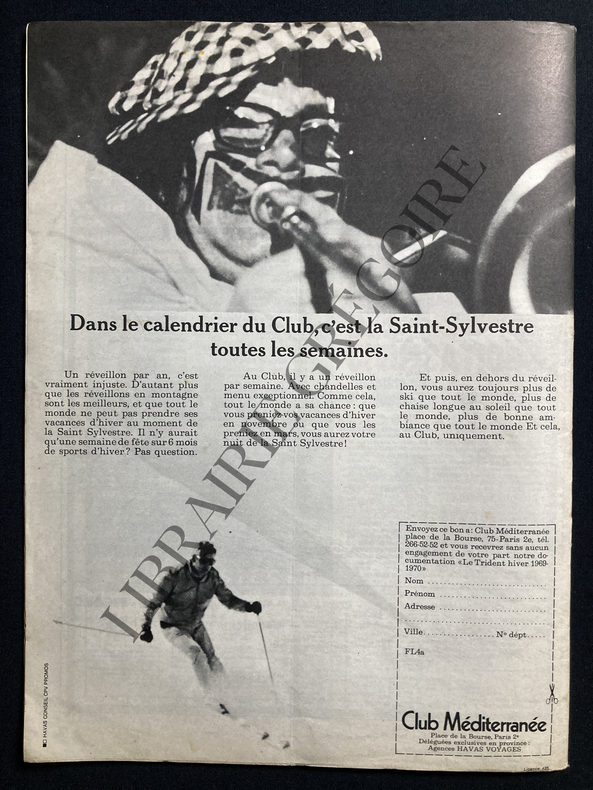 Dans le calendrier du Club, c'est la Saint-Sylvestre
toutes les semaines.
Un réveillon par an, c'est
vraiment injuste. D'autant plus
que les réveillons en montagne
sont les meilleurs, et que tout le
monde ne peut pas prendre ses
vacances d'hiver au moment de
la Saint Sylvestre. Il n'y aurait
qu'une semaine de fête sur 6 mois
de sports d'hiver? Pas question.
Au Club, il y a un réveillon
par semaine. Avec chandelles et
menu exceptionnel. Comme cela,
tout le monde a sa chance : que
vous preniez vos vacances d'hiver
en novembre ou que vous les
preniez en mars, vous aurez votre
nuit de la Saint Sylvestre!
Et puis, en dehors du réveil-
lon, vous aurez toujours plus de
ski que tout le monde, plus de
chaise longue au soleil que tout
le monde, plus de bonne am-
biance que tout le monde Et cela,
au Club, uniquement.
Envoyez ce bon a: Club Méditerranée
place de la Bourse, 75-Paris 2e, tél.
266-52-52 et vous recevrez sans aucun
engagement de votre part notre do-
cumentation «Le Trident hiver 1969-
1970»
Nom
Prénom
Adresse
Ville N° dépt
FL4a
Club Méditerranée
Place de la Bourse, Paris 2e
Déléguées exclusives en province:
Agences HAVAS VOYAGES
Licence 425
HAVAS CONSEIL CPV PROMOS
LIBRAIRIE GRÉGOIRE